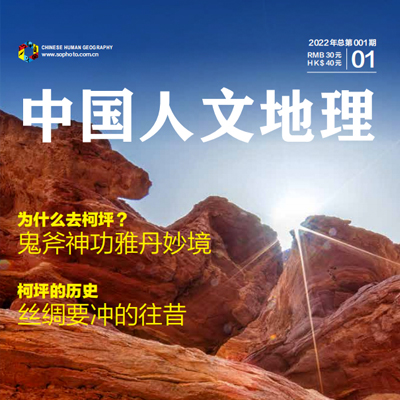 CHINESE HUMAN GEOGRAPHY
www.sophoto.com.cn
2022年总第001期
RMB 30元
HK$ 40元
01
中国人文地理
为什么去柯坪？
鬼斧神功雅丹妙境
柯坪的历史
丝绸要冲的往昔